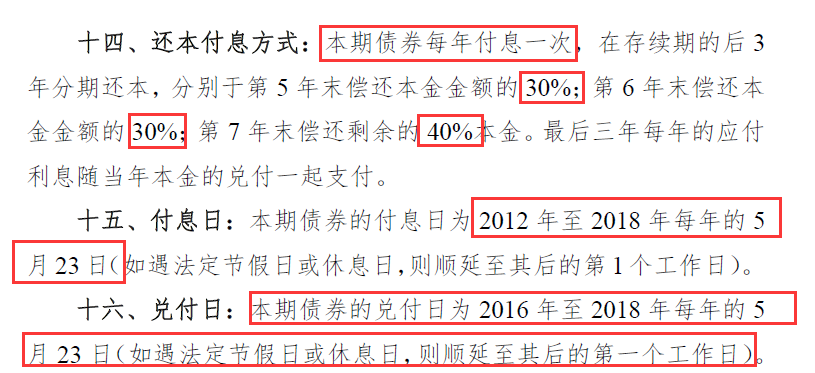 十四、还本付息方式：本期债券每年付息一次，在存续期的后 3
年分期还本，分别于第 5 年末偿还本金金额的 30%；第 6 年末偿还本
金金额的 30%；第 7 年末偿还剩余的 40%本金。最后三年每年的应付
利息随当年本金的兑付一起支付。
十五、付息日：本期债券的付息日为 2012 年至 2018 年每年的 5
月 23 日（如遇法定节假日或休息日，则顺延至其后的第 1 个工作日）。
十六、兑付日：本期债券的兑付日为 2016 年至 2018 年每年的 5
月 23 日（如遇法定节假日或休息日，则顺延至其后的第一个工作日）。